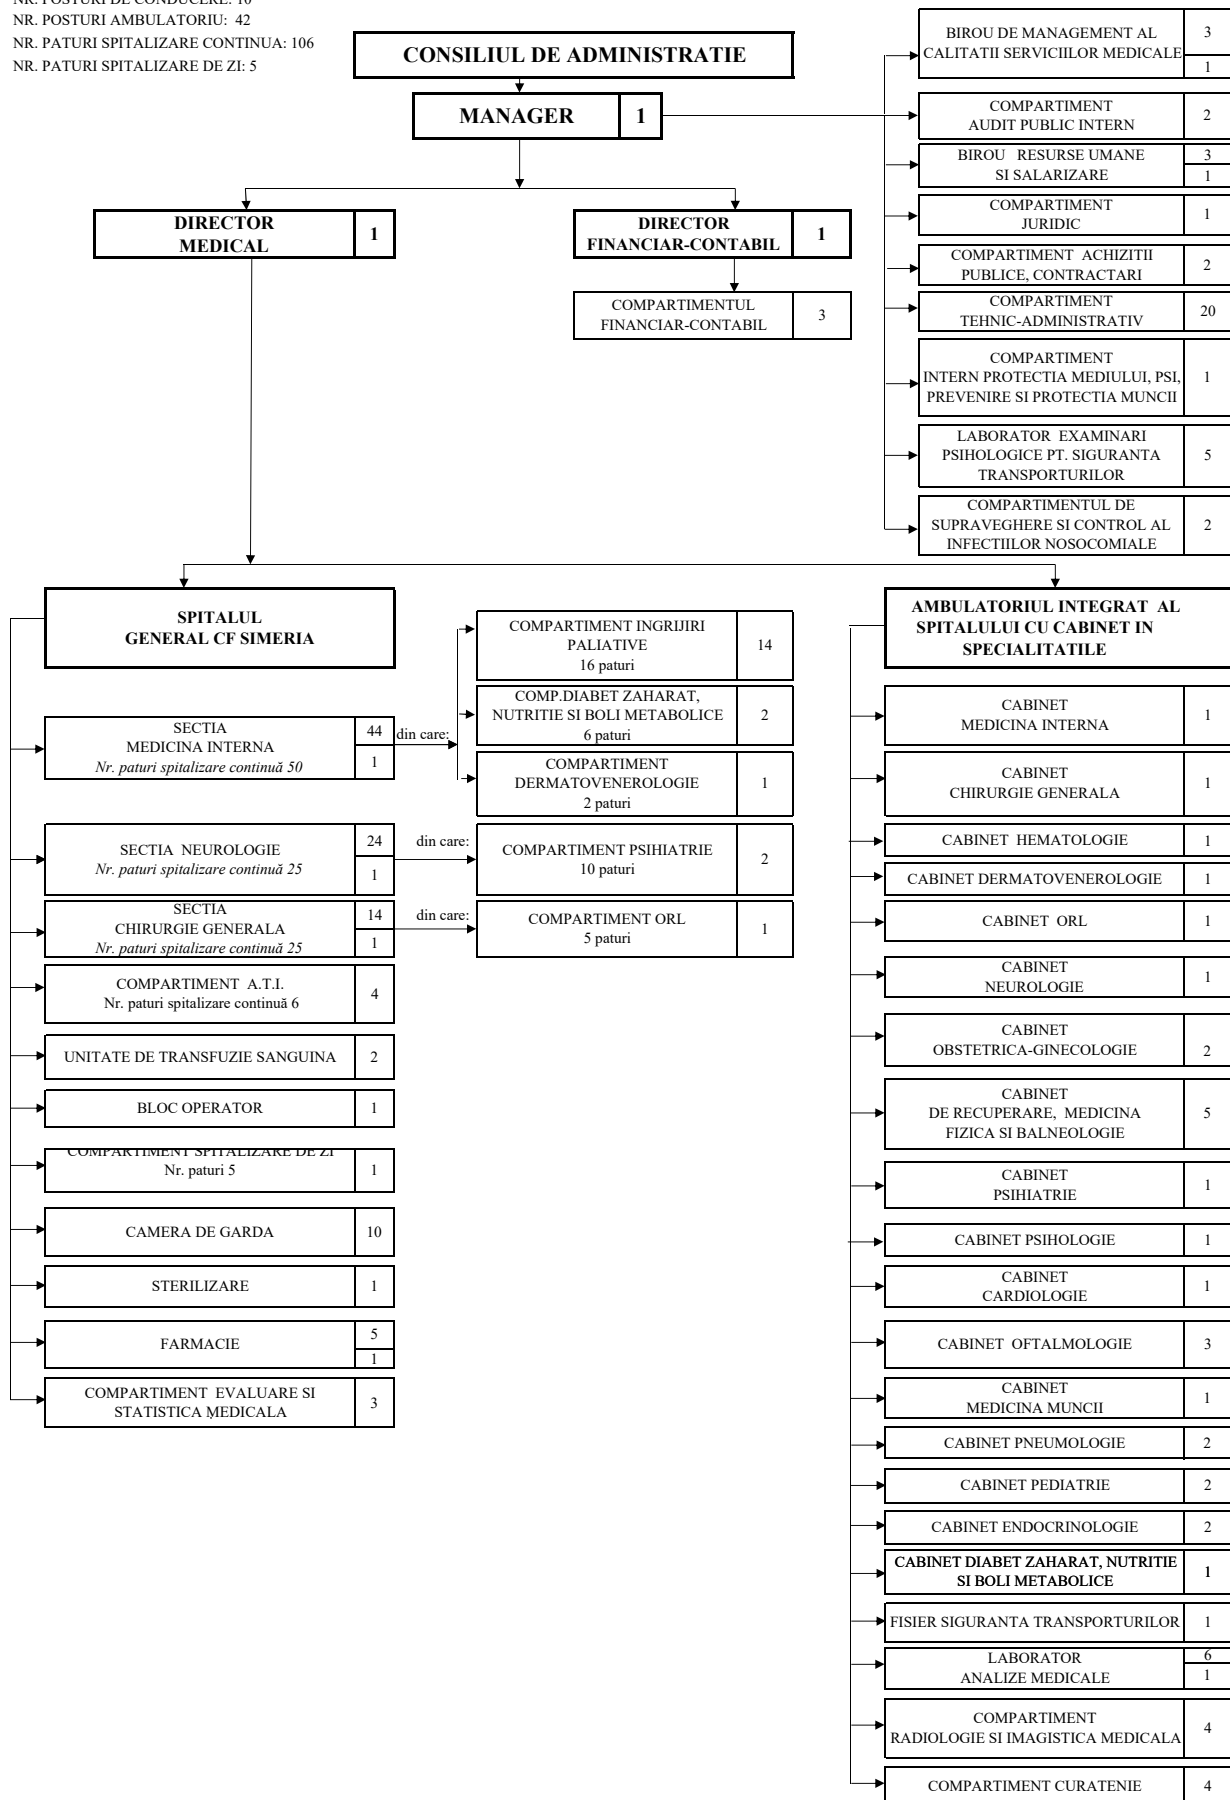 NR. POSTURI DE CONDUCERE: 10
NR. POSTURI AMBULATORIU: 42
NR. PATURI SPITALIZARE CONTINUA: 106
NR. PATURI SPITALIZARE DE ZI: 5
CONSILIUL DE ADMINISTRATIE
MANAGER 1
BIROU DE MANAGEMENT AL 3
CALITATII SERVICIILOR MEDICALE
1
COMPARTIMENT
AUDIT PUBLIC INTERN 2
BIROU RESURSE UMANE 3
SI SALARIZARE 1
COMPARTIMENT
JURIDIC 1
COMPARTIMENT ACHIZITII
PUBLICE, CONTRACTARI 2
COMPARTIMENT
TEHNIC-ADMINISTRATIV 20
COMPARTIMENT
INTERN PROTECTIA MEDIULUI, PSI, 1
PREVENIRE SI PROTECTIA MUNCII
LABORATOR EXAMINARI
PSIHOLOGICE PT. SIGURANTA 5
TRANSPORTURILOR
COMPARTIMENTUL DE
SUPRAVEGHERE SI CONTROL AL 2
INFECTIILOR NOSOCOMIALE
DIRECTOR
MEDICAL 1
DIRECTOR
FINANCIAR-CONTABIL 1
COMPARTIMENTUL
FINANCIAR-CONTABIL 3
SPITALUL
GENERAL CF SIMERIA
SECTIA 44
MEDICINA INTERNA
Nr. paturi spitalizare continuă 50 1
din care:
COMPARTIMENT INGRIJIRI
PALIATIVE 14
16 paturi
COMP.DIABET ZAHARAT,
NUTRITIE SI BOLI METABOLICE 2
6 paturi
COMPARTIMENT
DERMATOVENEROLOGIE 1
2 paturi
SECTIA NEUROLOGIE 24
Nr. paturi spitalizare continuă 25 1
din care:
COMPARTIMENT PSIHIATRIE 2
10 paturi
SECTIA 14
CHIRURGIE GENERALA
Nr. paturi spitalizare continuă 25 1
din care:
COMPARTIMENT ORL 1
5 paturi
COMPARTIMENT A.T.I. 4
Nr. paturi spitalizare continuă 6
UNITATE DE TRANSFUZIE SANGUINA 2
BLOC OPERATOR 1
COMPARTIMENT SPITALIZARE DE ZI
Nr. paturi 5 1
CAMERA DE GARDA 10
STERILIZARE 1
FARMACIE 5
1
COMPARTIMENT EVALUARE SI
STATISTICA MEDICALA 3
AMBULATORIUL INTEGRAT AL
SPITALULUI CU CABINET IN
SPECIALITATILE
CABINET
MEDICINA INTERNA 1
CABINET
CHIRURGIE GENERALA 1
CABINET HEMATOLOGIE 1
CABINET DERMATOVENEROLOGIE 1
CABINET ORL 1
CABINET
NEUROLOGIE 1
CABINET
OBSTETRICA-GINECOLOGIE 2
CABINET
DE RECUPERARE, MEDICINA 5
FIZICA SI BALNEOLOGIE
CABINET
PSIHIATRIE 1
CABINET PSIHOLOGIE 1
CABINET
CARDIOLOGIE 1
CABINET OFTALMOLOGIE 3
CABINET
MEDICINA MUNCII 1
CABINET PNEUMOLOGIE 2
CABINET PEDIATRIE 2
CABINET ENDOCRINOLOGIE 2
CABINET DIABET ZAHARAT, NUTRITIE
SI BOLI METABOLICE 1
FISIER SIGURANTA TRANSPORTURILOR 1
LABORATOR 6
ANALIZE MEDICALE 1
COMPARTIMENT
RADIOLOGIE SI IMAGISTICA MEDICALA 4
COMPARTIMENT CURATENIE 4